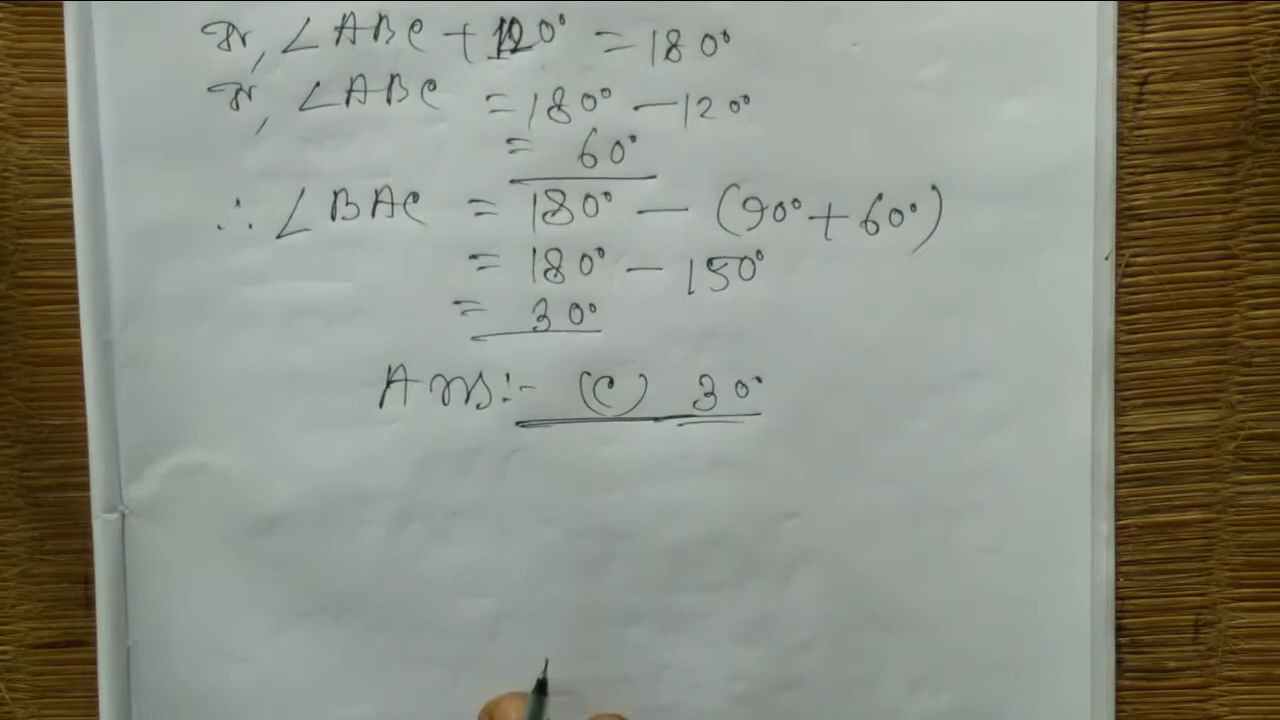 বা, ∠ABC + 120° = 180°
বা, ∠ABC = 180° - 120°
= 60°
∴ ∠BAC = 180° - (90° + 60°)
= 180° - 150°
= 30°
Ans:- (C) 30°